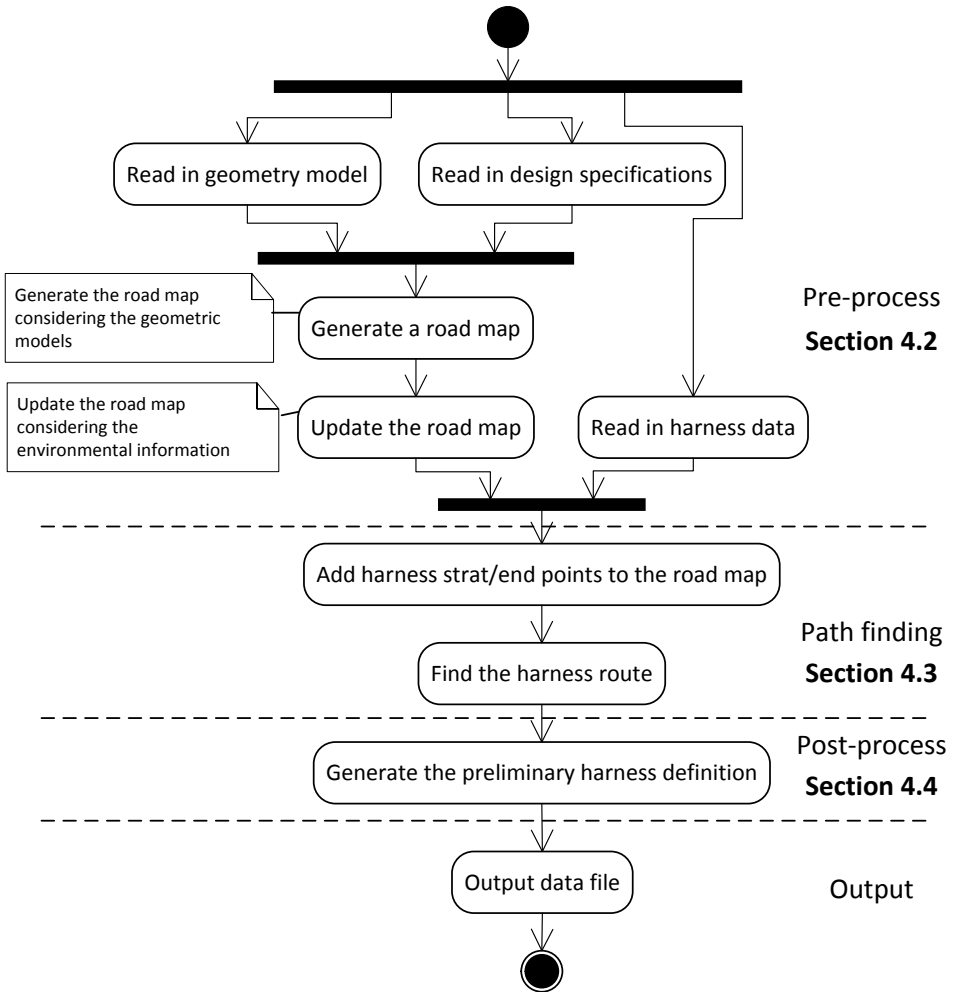 Read in geometry model
Read in design specifications
Generate the road map
considering the geometric
models
Generate a road map
Pre-process
Section 4.2
Update the road map
considering the
environmental information
Update the road map
Read in harness data
Add harness strat/end points to the road map
Path finding
Section 4.3
Find the harness route
Post-process
Section 4.4
Generate the preliminary harness definition
Output data file
Output